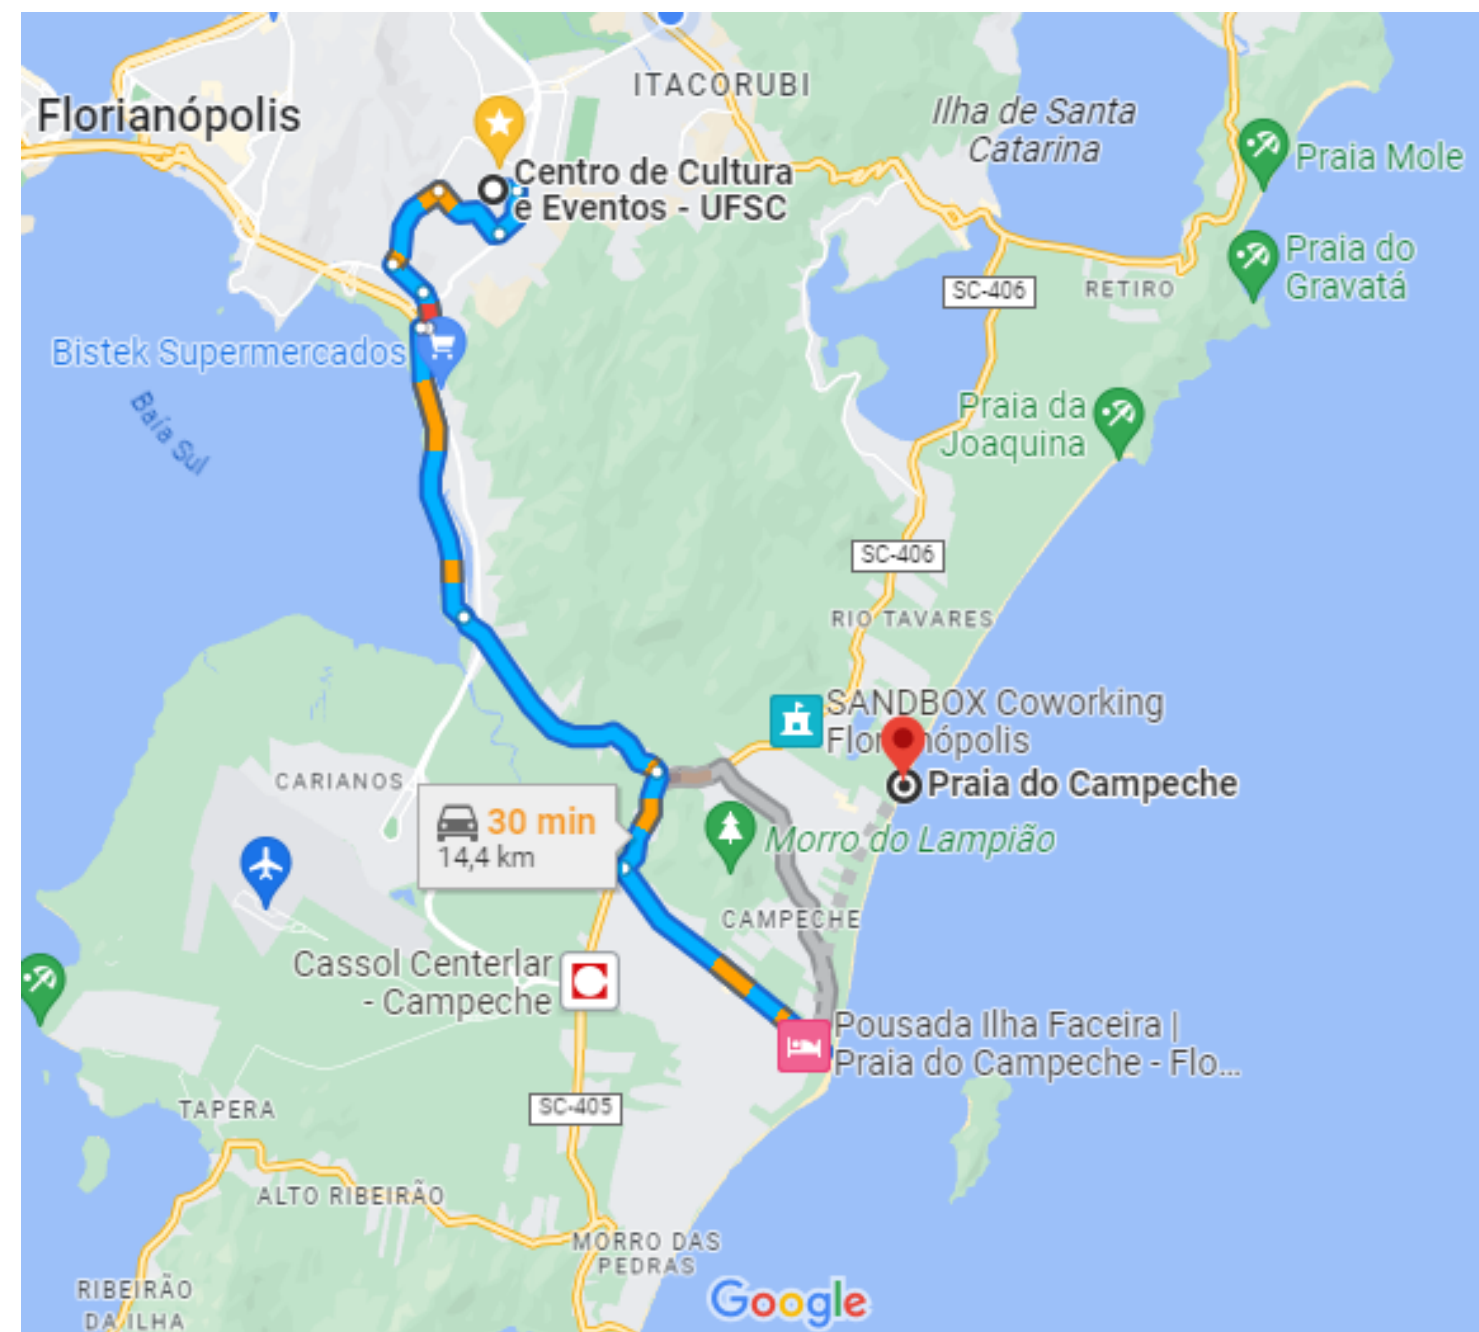 ITACORUBI
Florianópolis
Ilha de Santa
Catarina
Praia Mole
Centro de Cultura
e Eventos - UFSC
Praia do
Gravatá
SC-406
RETIRO
Bistek Supermercados
Baía Sul
Praia da
Joaquina
SC-406
RIO TAVARES
SANDBOX Coworking
Florianópolis
CARIANOS
Praia do Campeche
30 min
14,4 km
Morro do Lampião
CAMPECHE
Cassol Centerlar
- Campeche
Pousada Ilha Faceira |
Praia do Campeche - Flo...
TAPERA
SC-405
ALTO RIBEIRÃO
MORRO DAS
PEDRAS
RIBEIRÃO
DA ILHA
Google